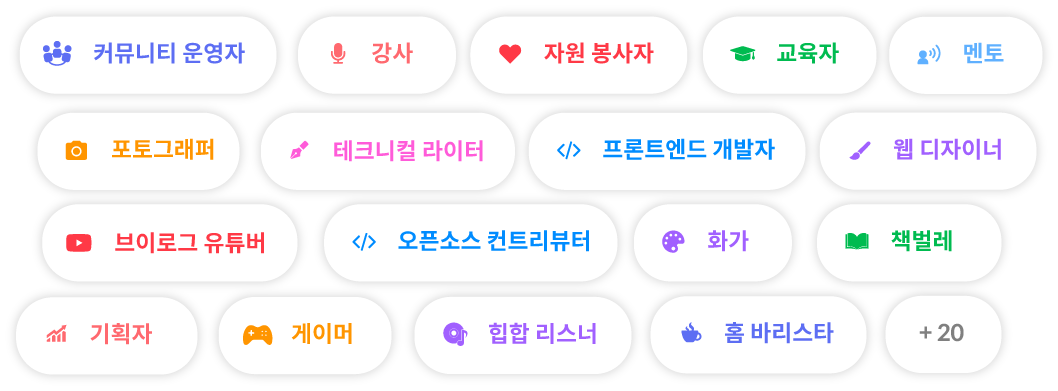 커뮤니티 운영자
강사
자원 봉사자
교육자
멘토
포토그래퍼
테크니컬 라이터
프론트엔드 개발자
웹 디자이너
브이로그 유튜버
오픈소스 컨트리뷰터
화가
책벌레
기획자
게이머
힙합 리스너
홈 바리스타
+ 20